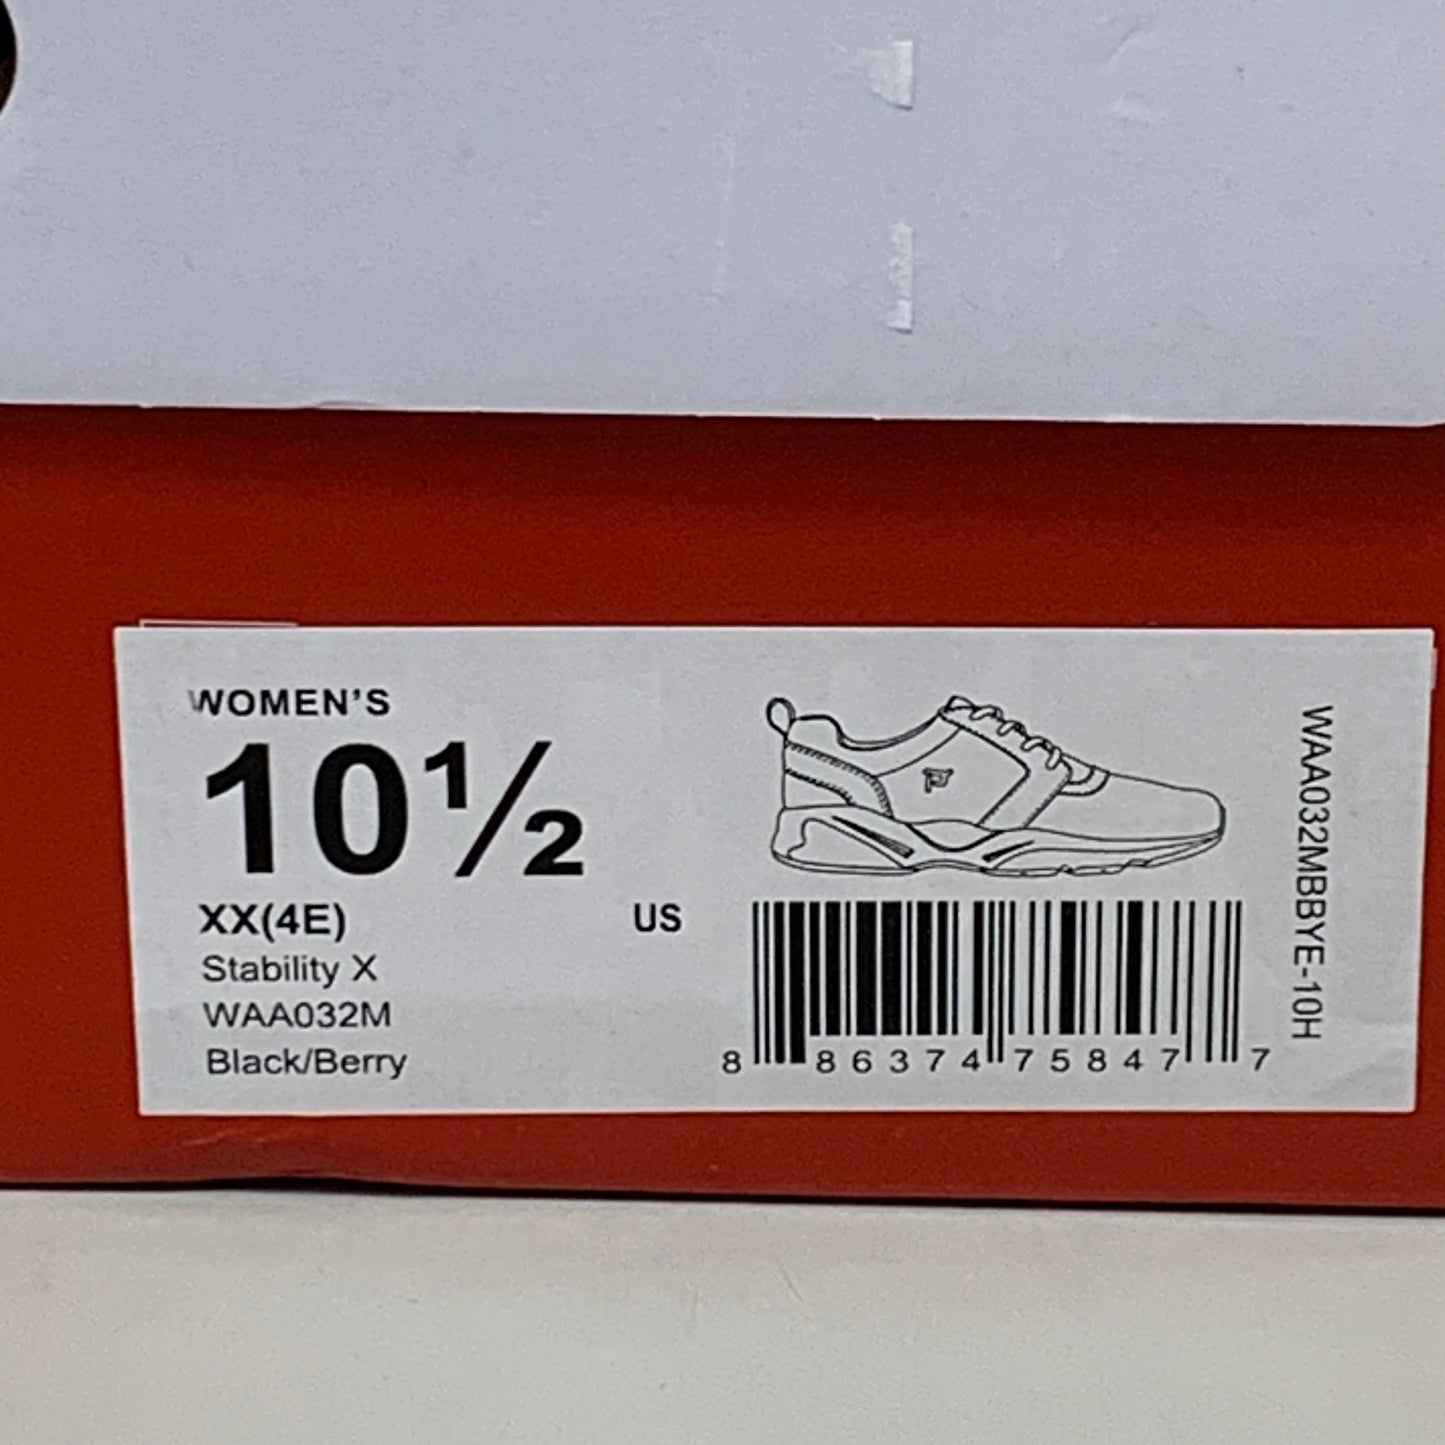 WOMEN'S
10½
XX(4E) US
Stability X
WAA032M
Black/Berry
8 86374 75847 7
WAA032MBBYE-10H